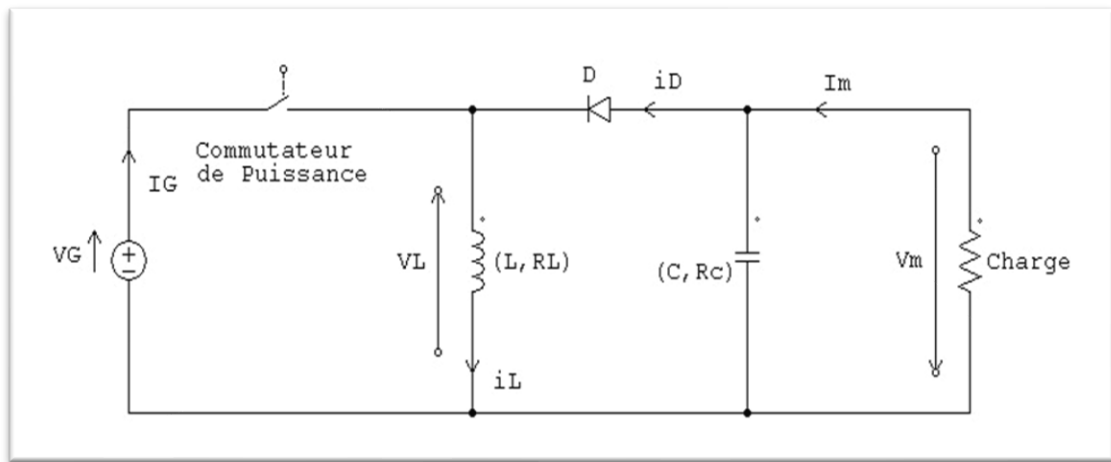 D
iD
Im
Commutateur
de Puissance
IG
VG
+
−
VL
(L, RL)
(C, Rc)
Vm
Charge
iL